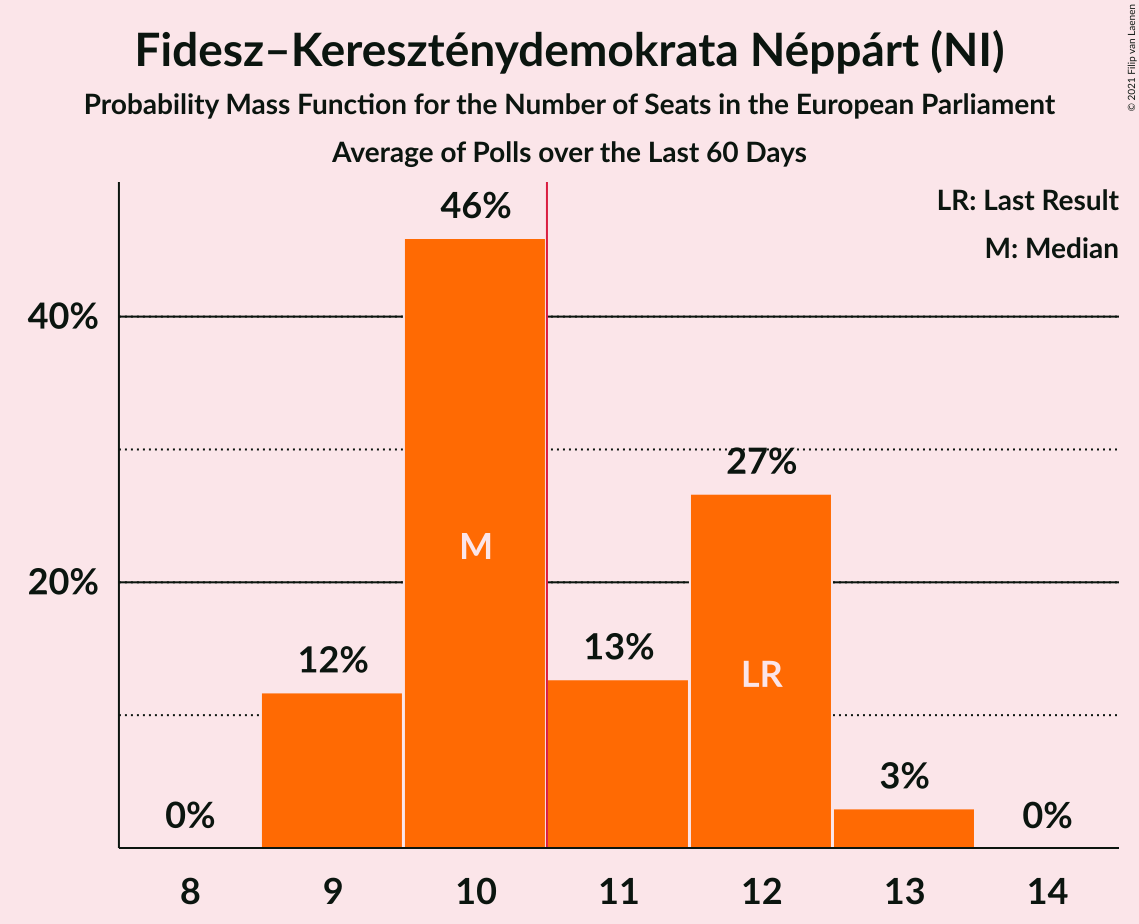 Fidesz–Kereszténydemokrata Néppárt (NI)
Probability Mass Function for the Number of Seats in the European Parliament
Average of Polls over the Last 60 Days
© 2021 Filip van Laenen
LR: Last Result
M: Median
40%
20%
0%
12%
46%
13%
27%
3%
0%
M
LR
8
9
10
11
12
13
14